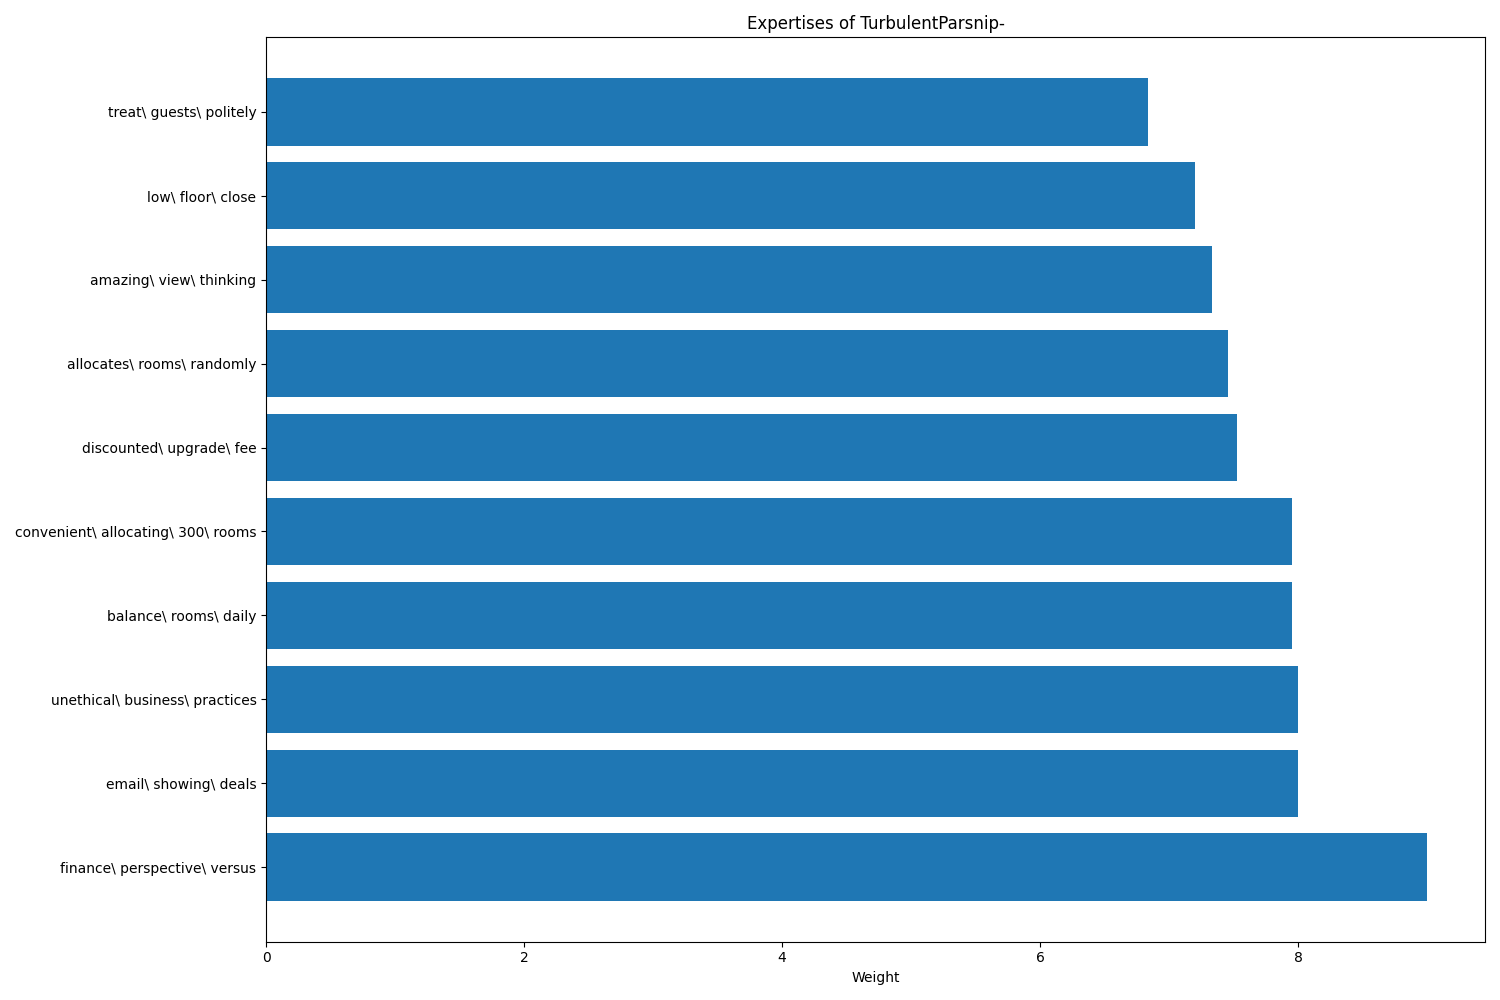 Expertises of TurbulentParsnip-
treat\ guests\ politely
low\ floor\ close
amazing\ view\ thinking
allocates\ rooms\ randomly
discounted\ upgrade\ fee
convenient\ allocating\ 300\ rooms
balance\ rooms\ daily
unethical\ business\ practices
email\ showing\ deals
finance\ perspective\ versus
0 2 4 6 8
Weight